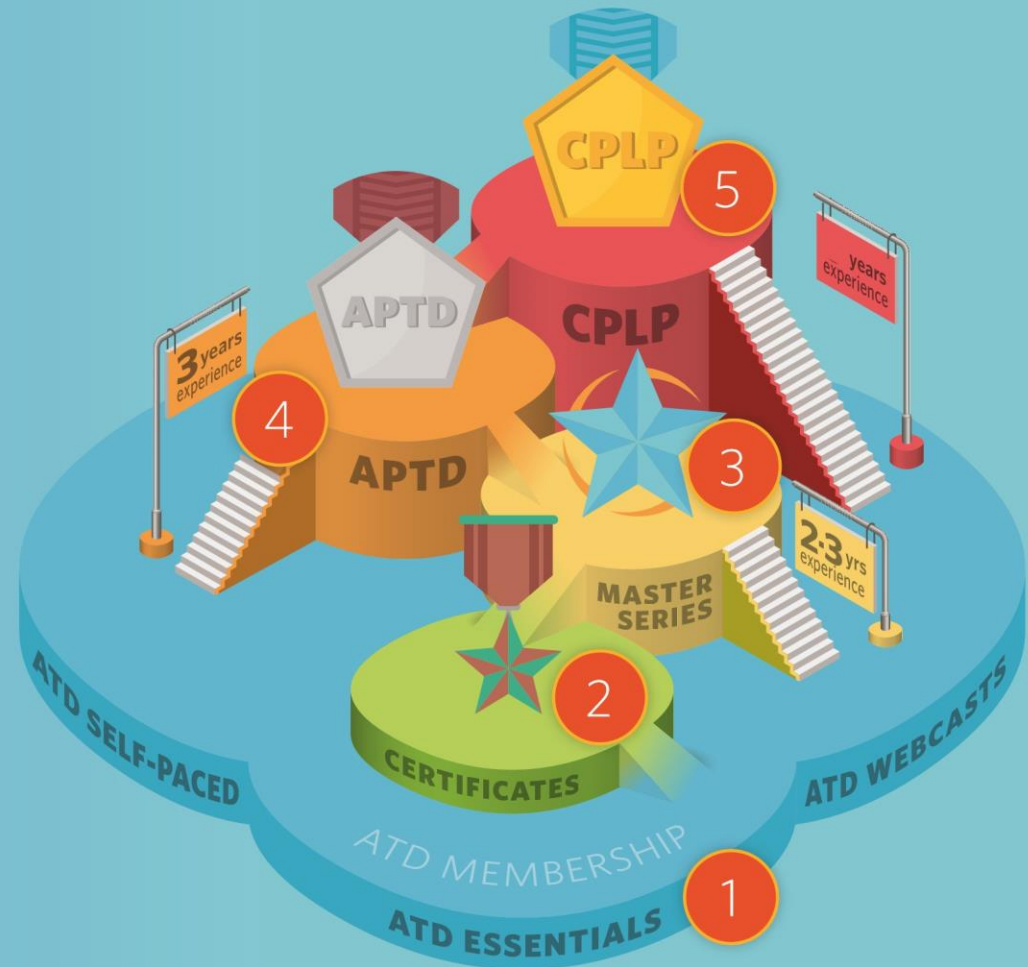 CPLP
5
years
experience
APTD
CPLP
3 years
experience
4
3
APTD
2-3 yrs
experience
MASTER
SERIES
2
CERTIFICATES
ATD SELF-PACED
ATD WEBCASTS
ATD MEMBERSHIP
1
ATD ESSENTIALS